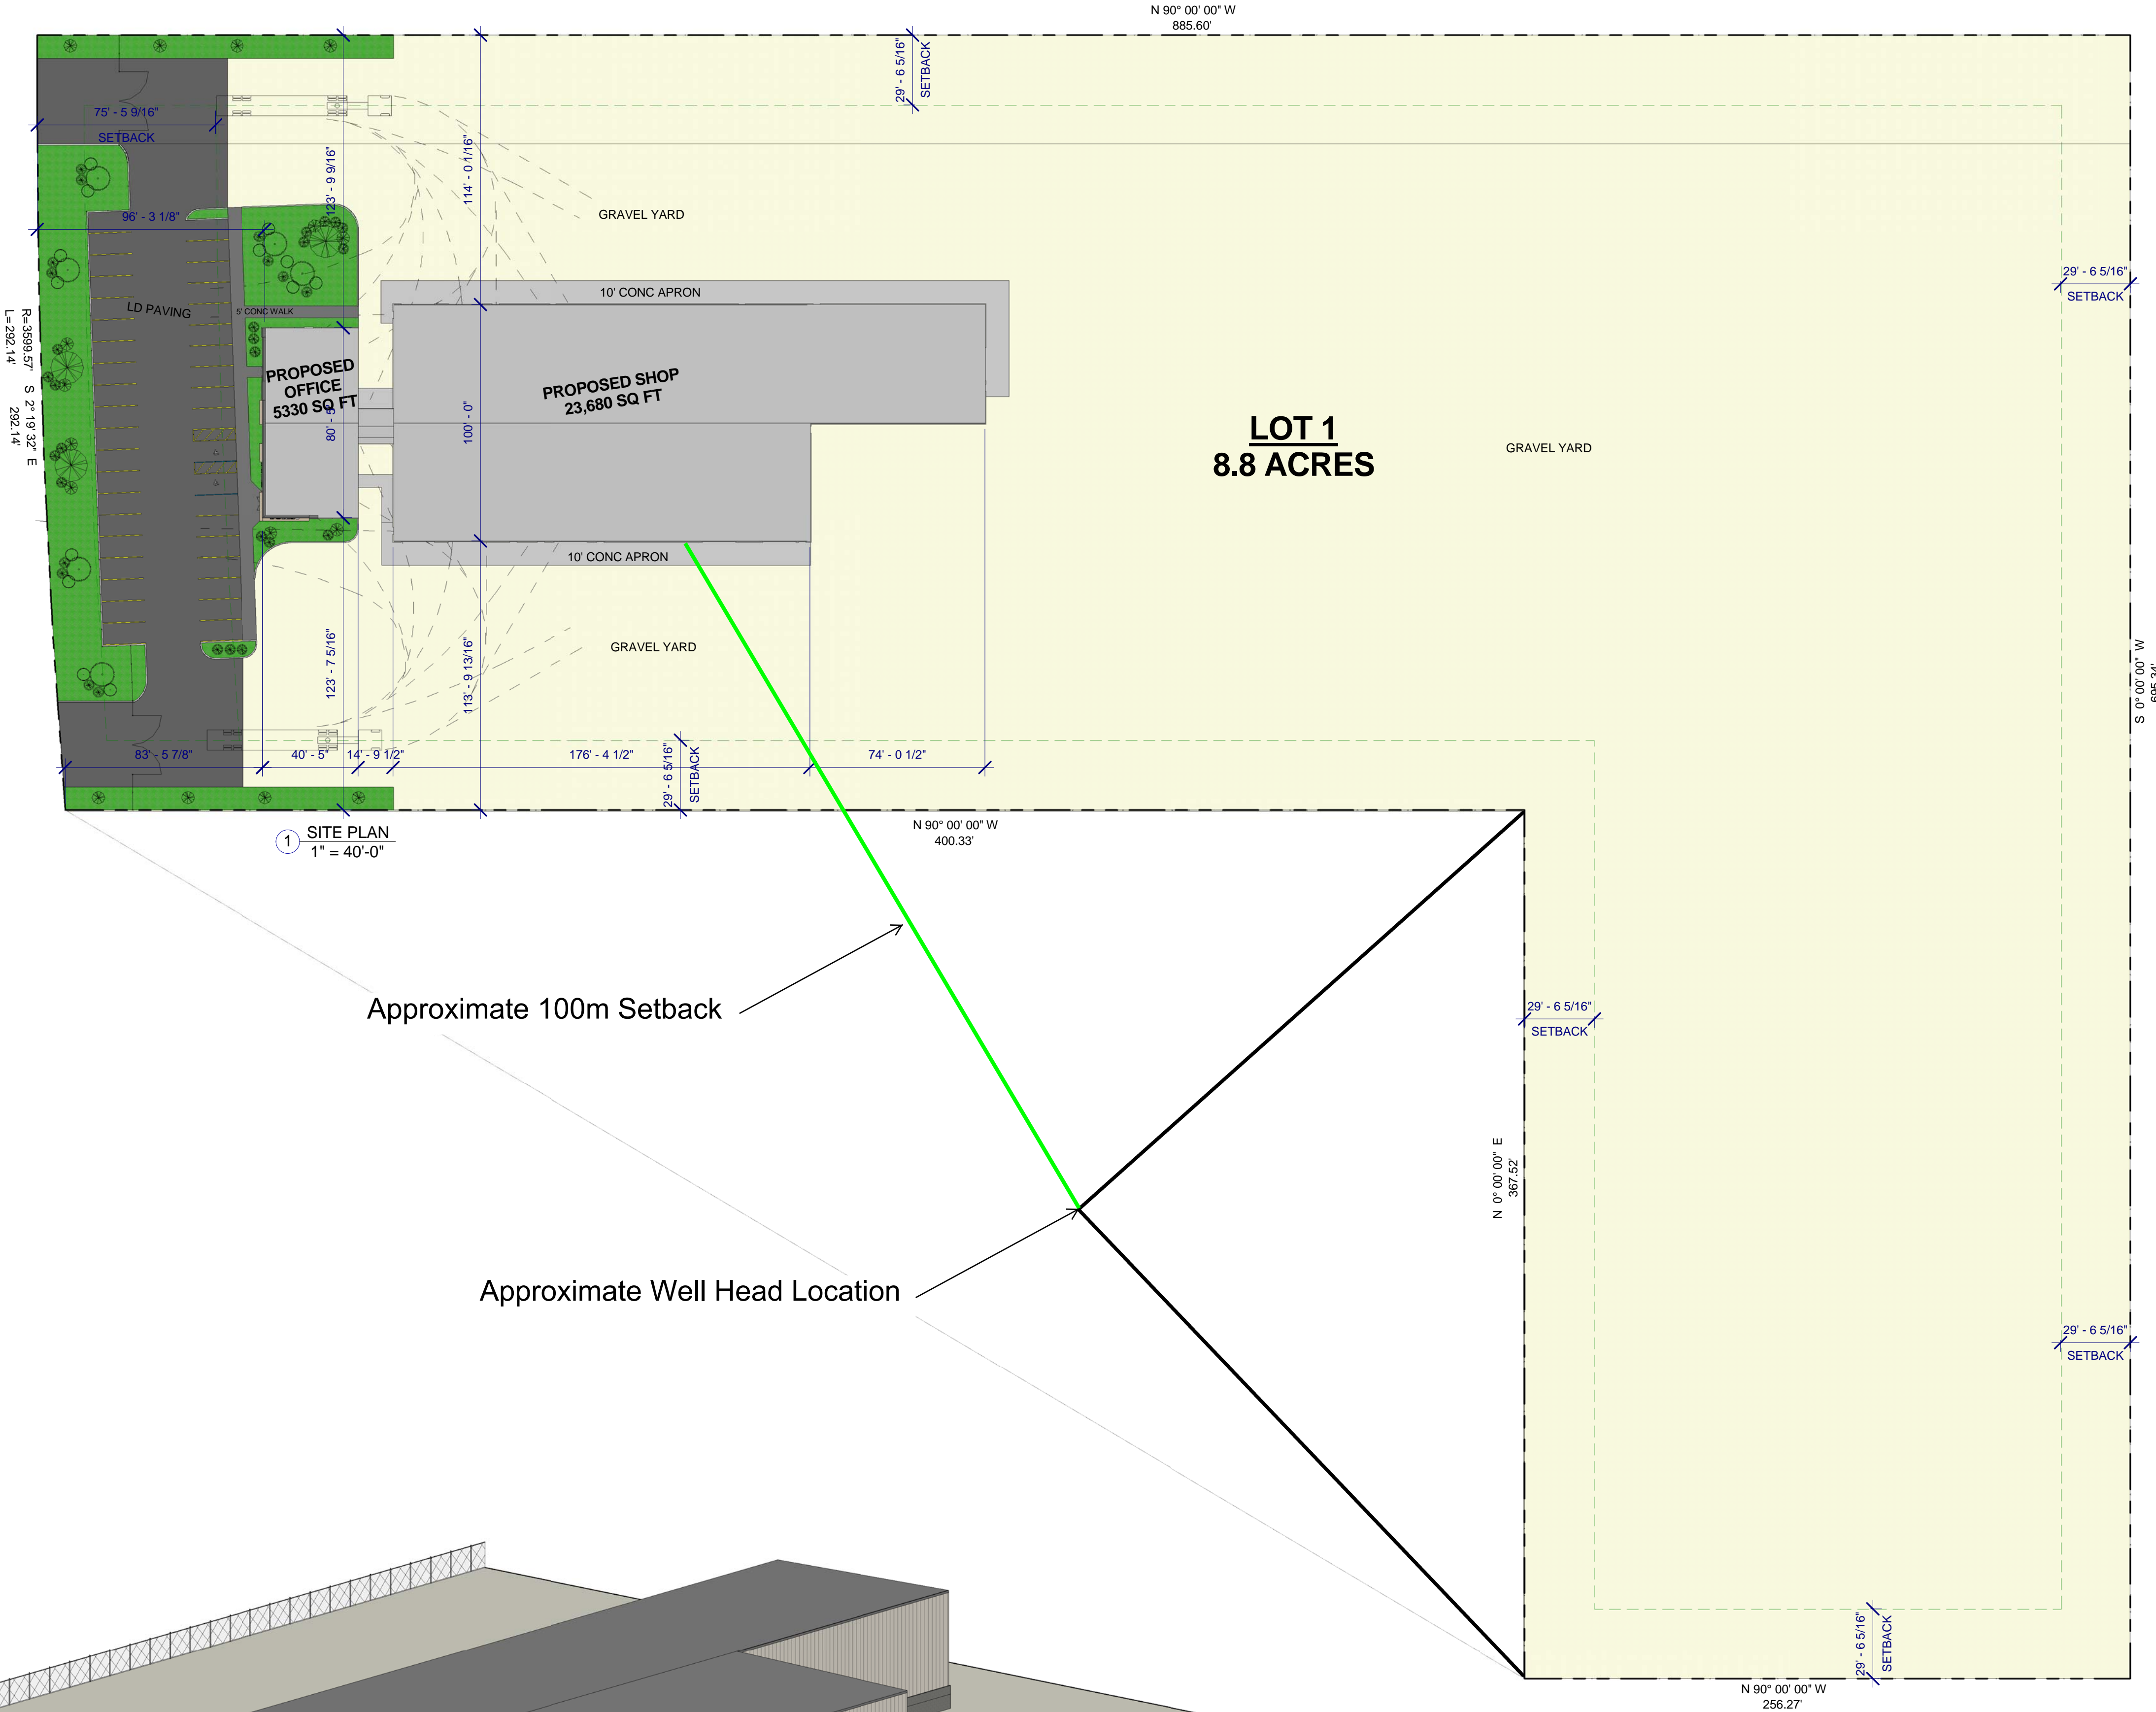 N 90° 00' 00" W
885.60'
29' - 6 5/16"
SETBACK
75' - 5 9/16"
SETBACK
123' - 9 9/16"
114' - 0 1/16"
96' - 3 1/8"
GRAVEL YARD
29' - 6 5/16"
SETBACK
10' CONC APRON
LD PAVING
5' CONC WALK
R=3599.57' S 2° 19' 32" E
L=292.14' 292.14'
PROPOSED
OFFICE
5330 SQ FT
80' - 5"
100' - 0"
PROPOSED SHOP
23,680 SQ FT
LOT 1
8.8 ACRES
GRAVEL YARD
10' CONC APRON
GRAVEL YARD
123' - 7 5/16"
113' - 9 13/16"
S 0° 00' 00" W
695.34'
83' - 5 7/8"
40' - 5"
14' - 9 1/2"
176' - 4 1/2"
29' - 6 5/16"
SETBACK
74' - 0 1/2"
1
SITE PLAN
1" = 40'-0"
N 90° 00' 00" W
400.33'
Approximate 100m Setback
29' - 6 5/16"
SETBACK
N 0° 00' 00" E
367.52'
Approximate Well Head Location
29' - 6 5/16"
SETBACK
29' - 6 5/16"
SETBACK
N 90° 00' 00" W
256.27'